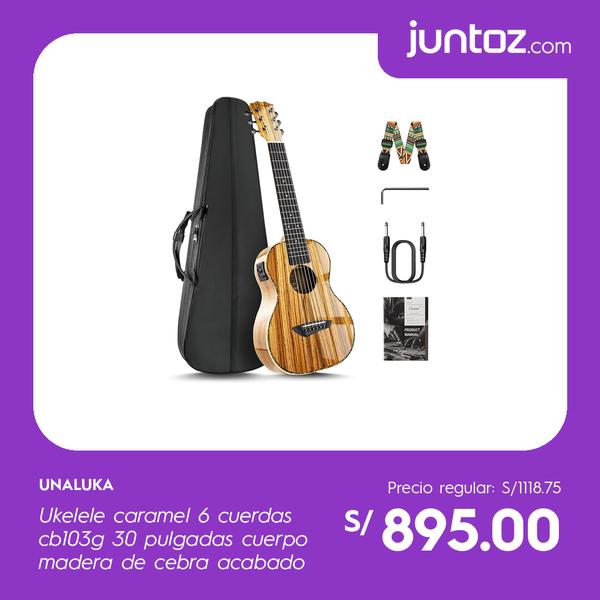 juntoz.com
PRODUCT
MANUAL
UNALUKA
Ukelele caramel 6 cuerdas
cb103g 30 pulgadas cuerpo
madera de cebra acabado
Precio regular: S/1118.75
S/ 895.00